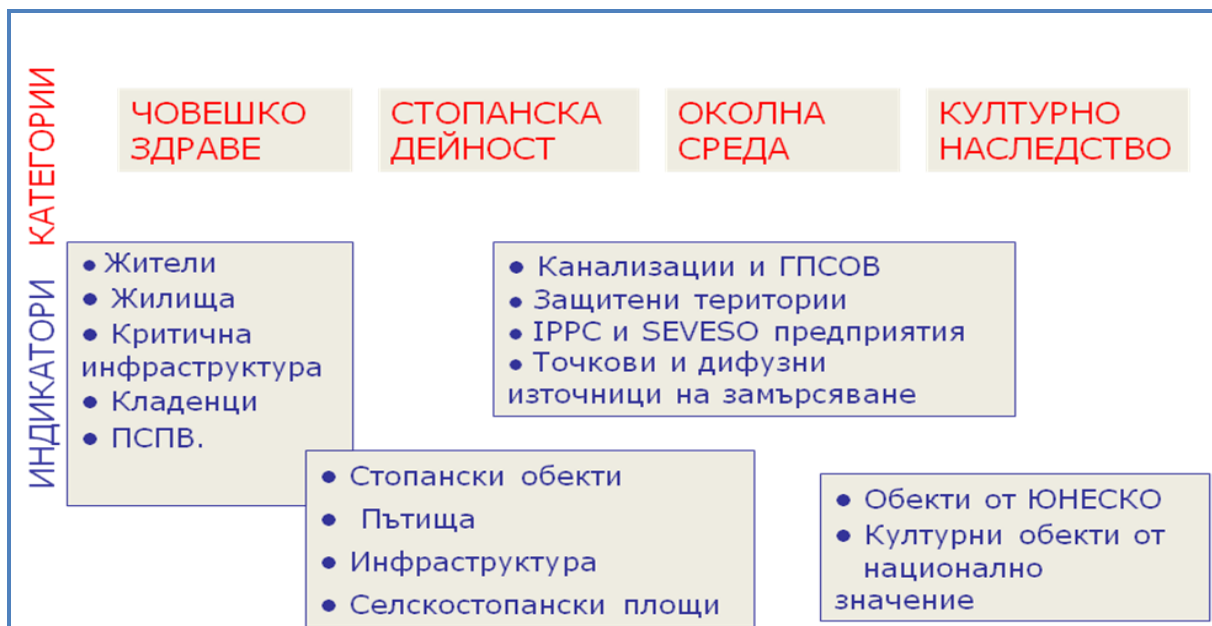 КАТЕГОРИИ
ЧОВЕШКО
ЗДРАВЕ
СТОПАНСКА
ДЕЙНОСТ
ОКОЛНА
СРЕДА
КУЛТУРНО
НАСЛЕДСТВО
ИНДИКАТОРИ
● Жители
● Жилища
● Критична
инфраструктура
● Кладенци
● ПСПВ.
● Стопански обекти
● Пътища
● Инфраструктура
● Селскостопански площи
● Канализации и ГПСОВ
● Защитени територии
● IPPC и SEVESO предприятия
● Точкови и дифузни
източници на замърсяване
● Обекти от ЮНЕСКО
● Културни обекти от
национално
значение